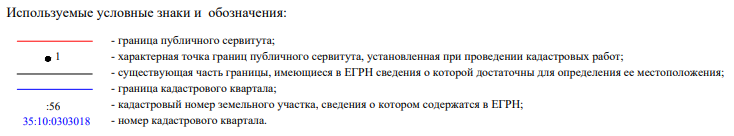 Используемые условные знаки и обозначения:
- граница публичного сервитута;
1 - характерная точка границ публичного сервитута, установленная при проведении кадастровых работ;
- существующая часть границы, имеющиеся в ЕГРН сведения о которой достаточны для определения ее местоположения;
- граница кадастрового квартала;
:56 - кадастровый номер земельного участка, сведения о котором содержатся в ЕГРН;
35:10:0303018 - номер кадастрового квартала.